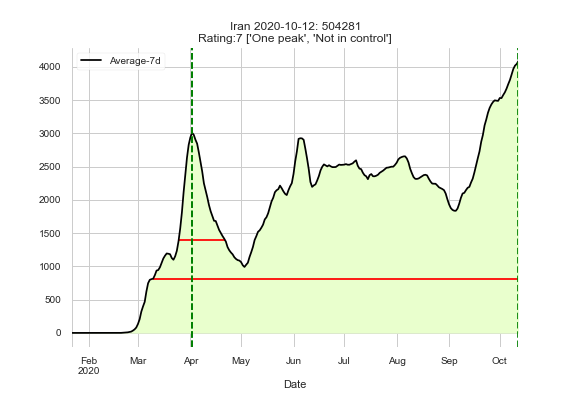 Iran 2020-10-12: 504281
Rating:7 ['One peak', 'Not in control']
Average-7d
4000
3500
3000
2500
2000
1500
1000
500
0
Feb Mar Apr May Jun Jul Aug Sep Oct
2020
Date